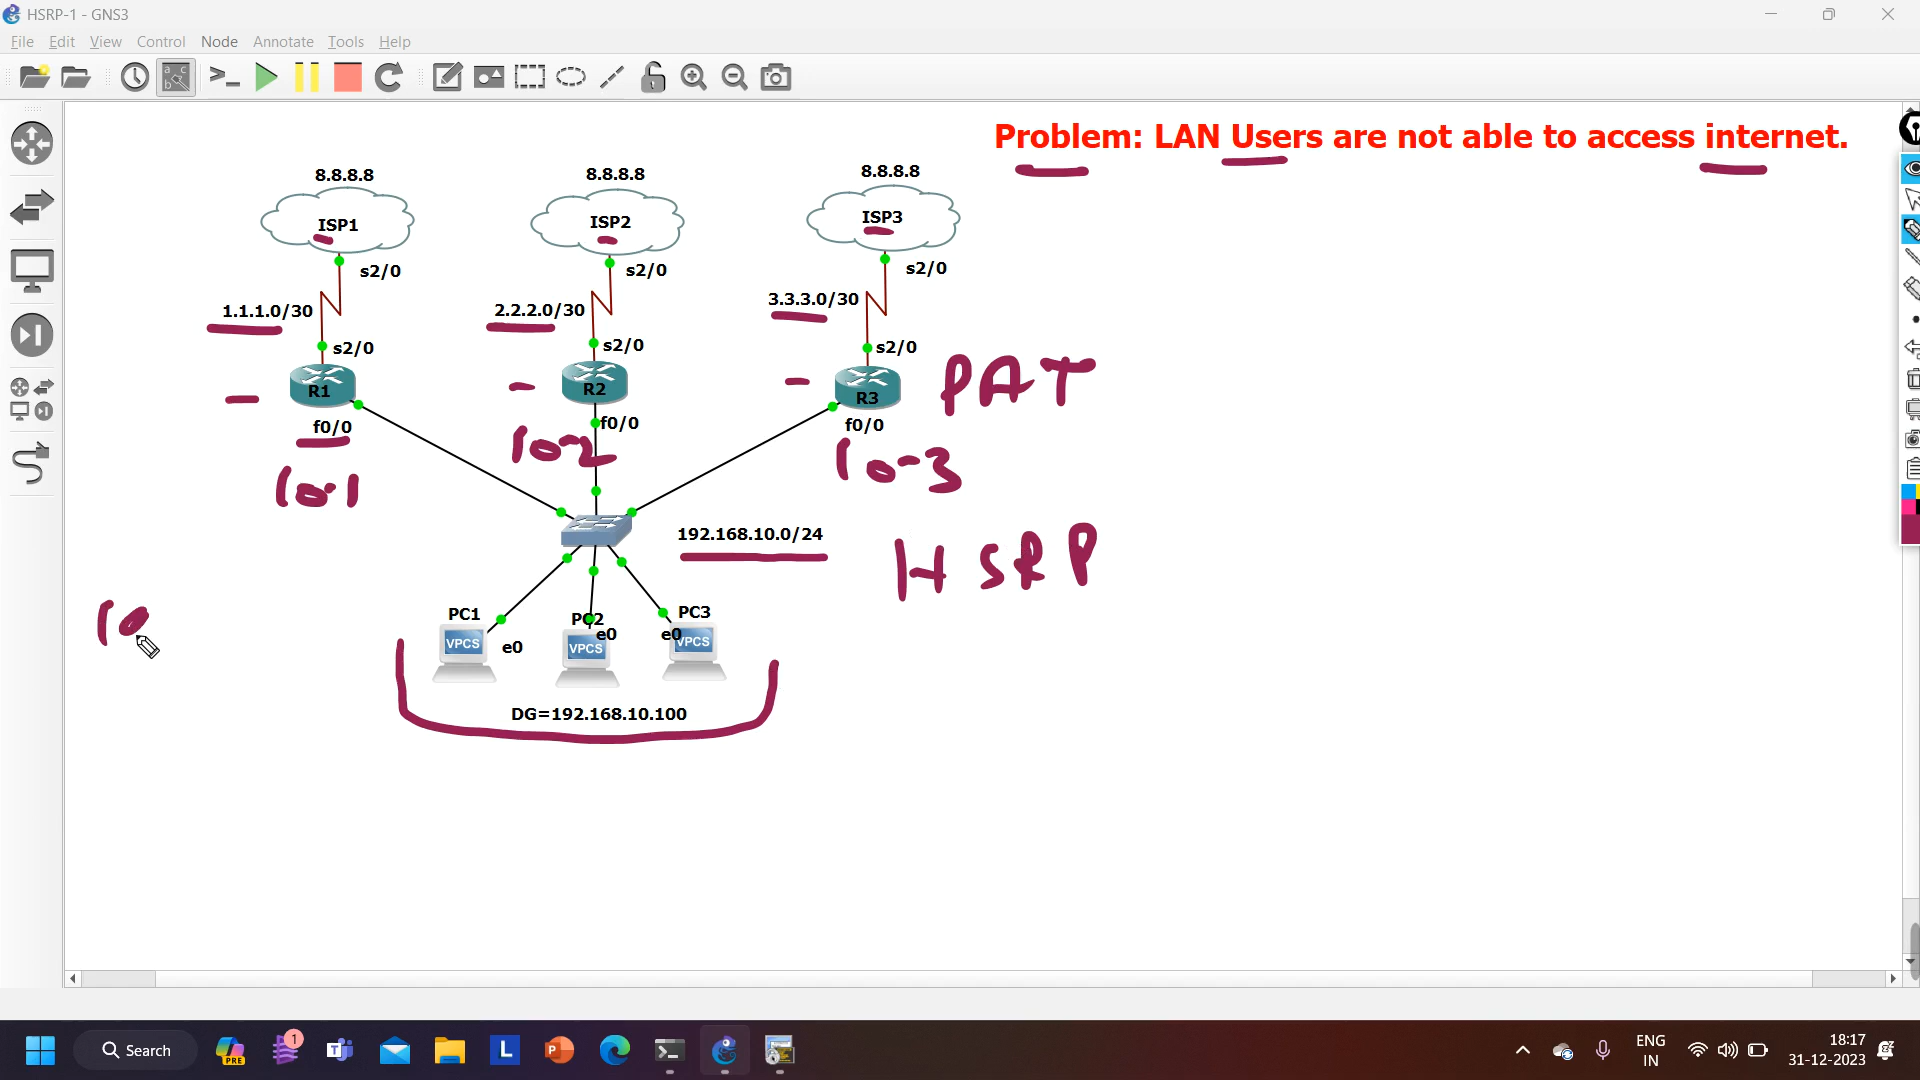 HSRP-1 - GNS3
File Edit View Control Node Annotate Tools Help
Problem: LAN Users are not able to access internet.
8.8.8.8 8.8.8.8 8.8.8.8
ISP1 ISP2 ISP3
s2/0 s2/0 s2/0
1.1.1.0/30 2.2.2.0/30 3.3.3.0/30
s2/0 s2/0 s2/0
R1 R2 R3 PAT
f0/0 f0/0 f0/0
10.1 10-2 10-3
192.168.10.0/24
HSRP
10
PC1 PC2 PC3
e0 e0 e0
VPCS VPCS VPCS
DG=192.168.10.100
Search
PRE
1
L
P
ENG
IN
18:17
31-12-2023